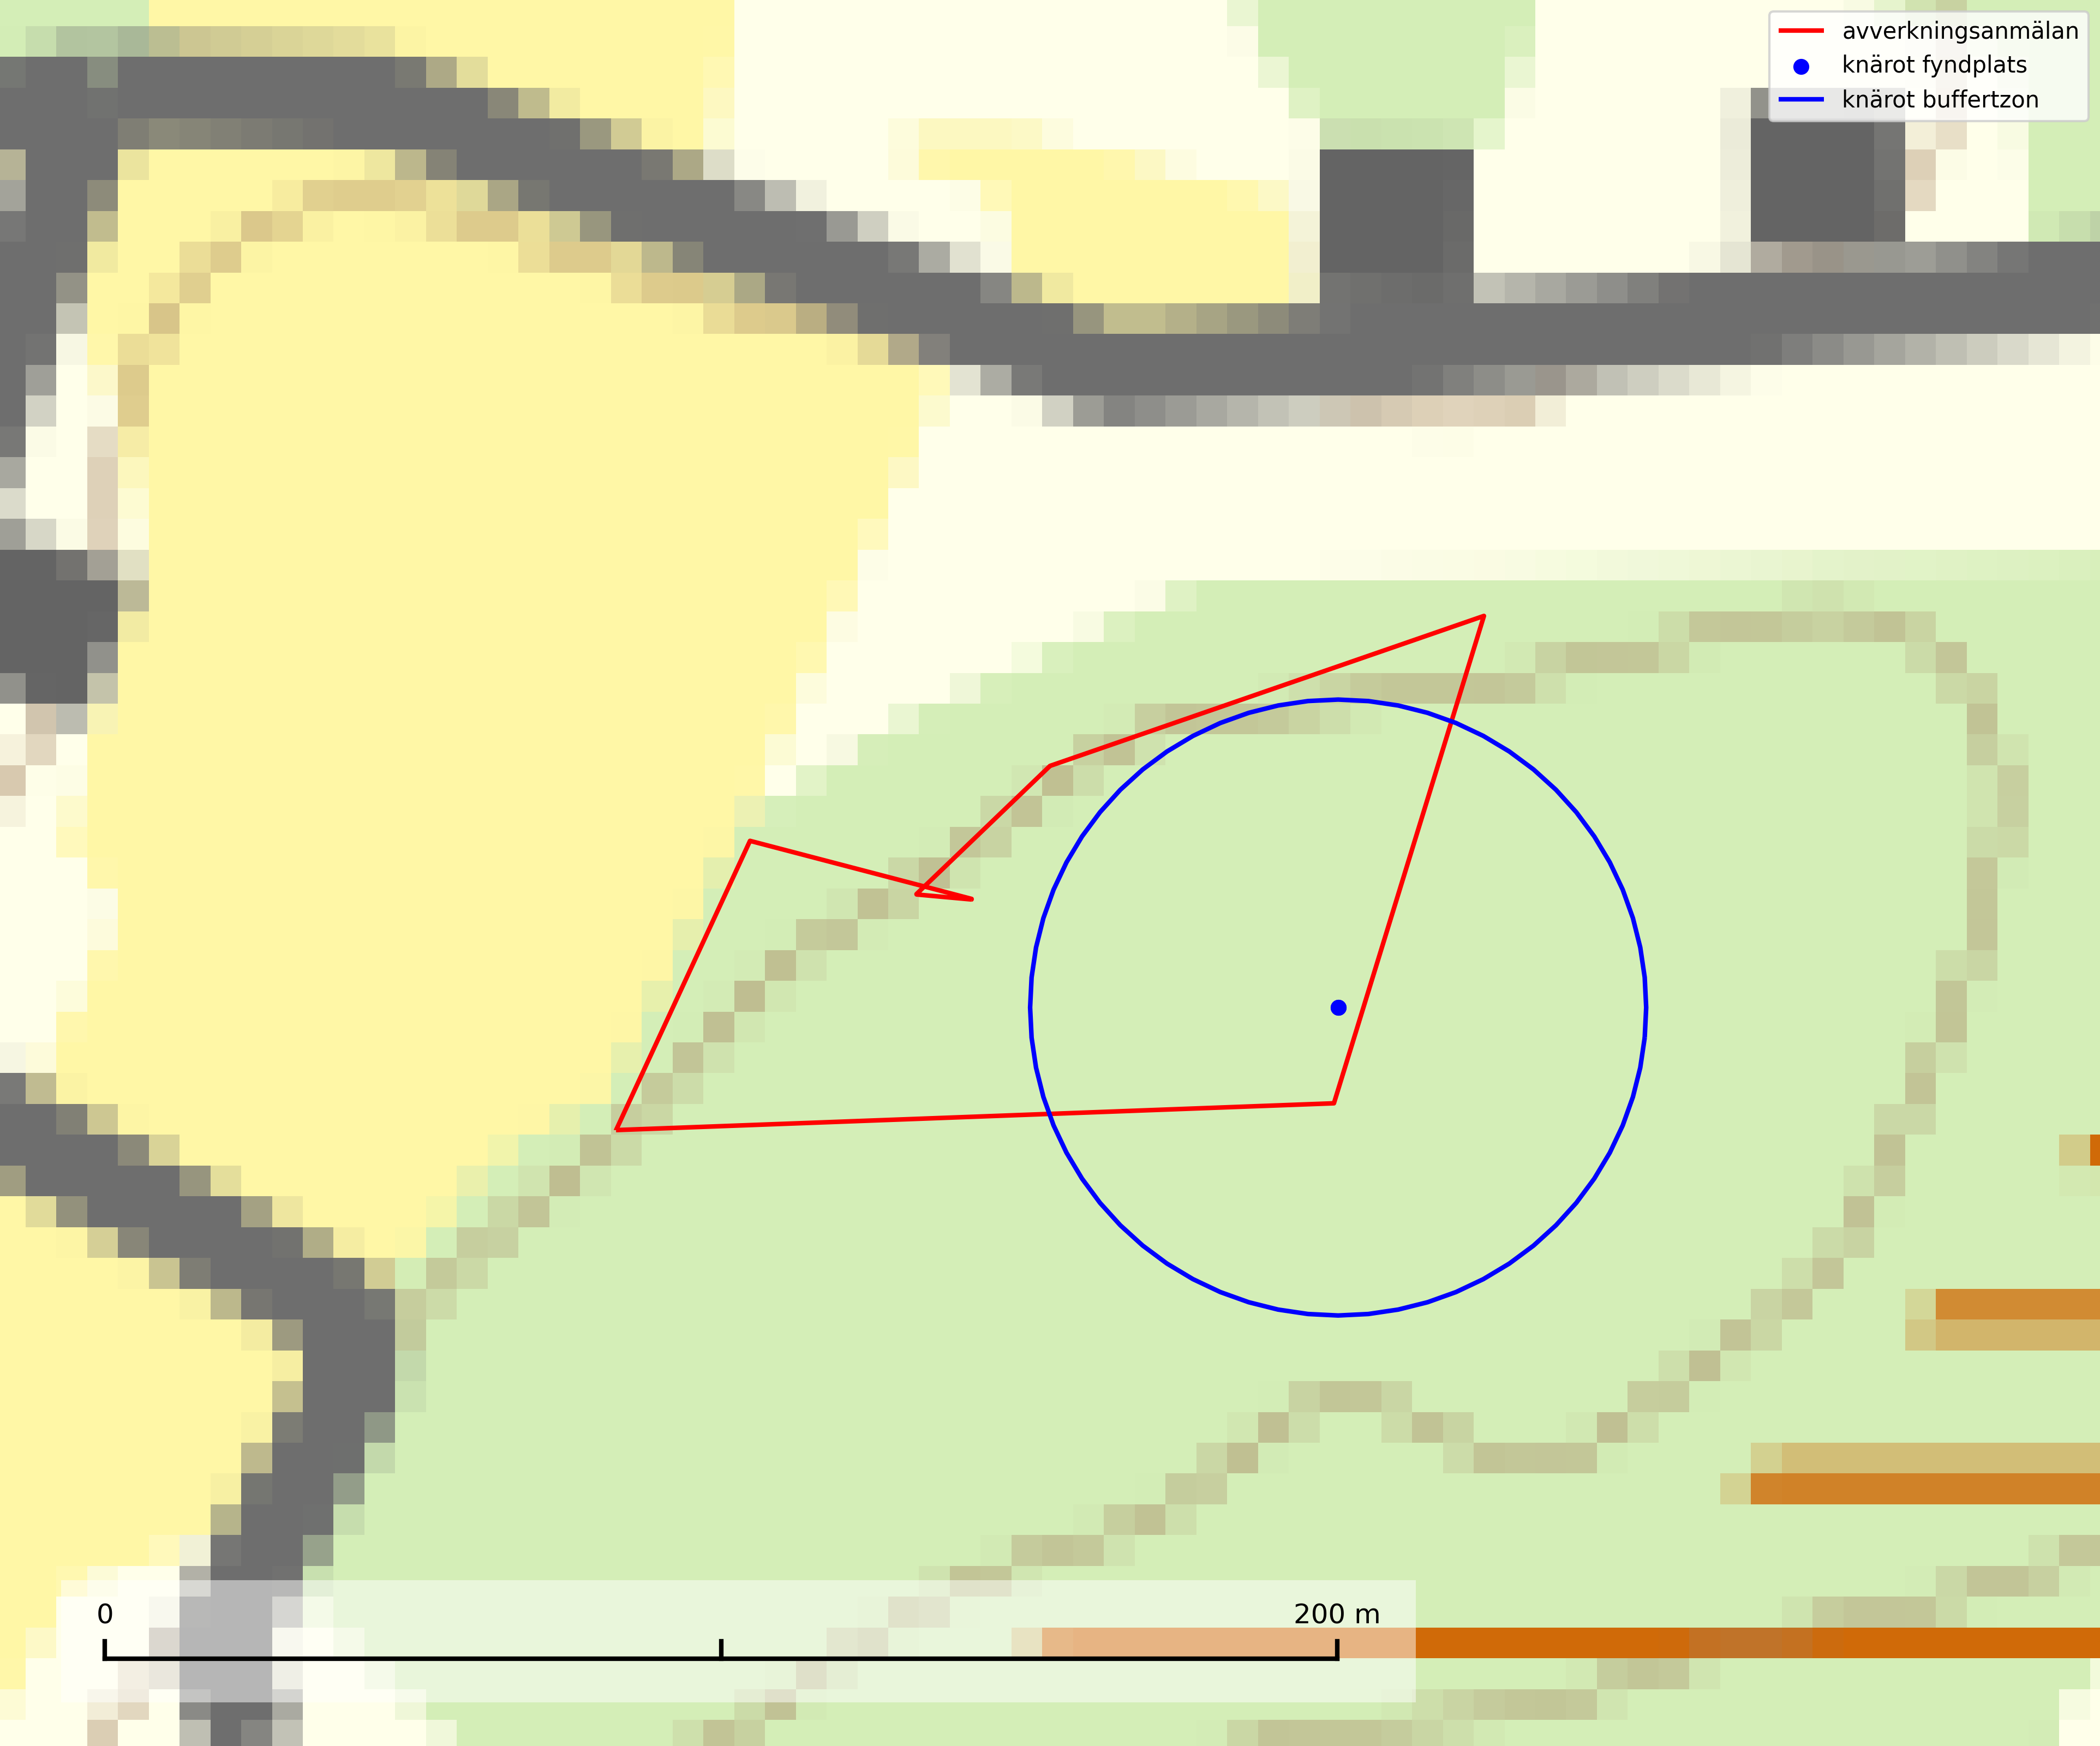 avverkningsanmälan
knärot fyndplats
knärot buffertzon
0
200 m